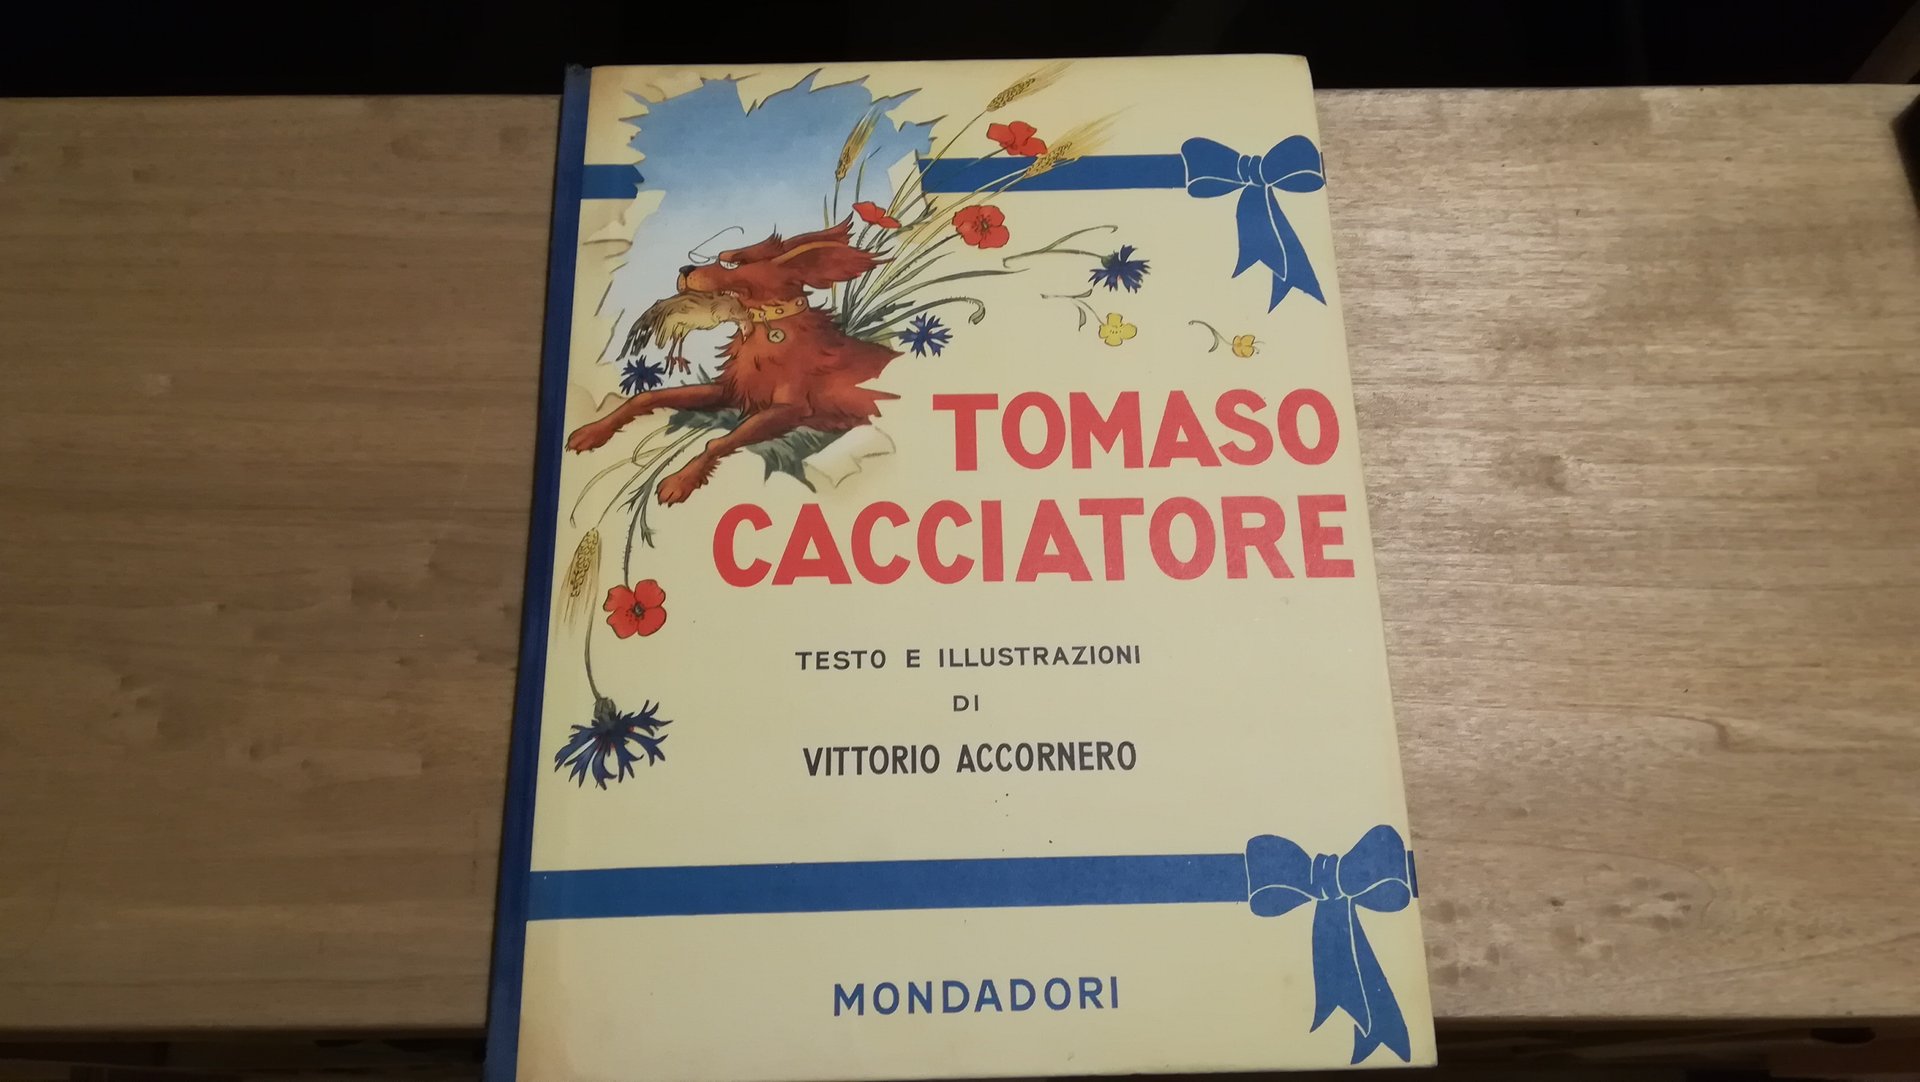 TOMASO
CACCIATORE
TESTO E ILLUSTRAZIONI
DI
VITTORIO ACCORNERO
MONDADORI